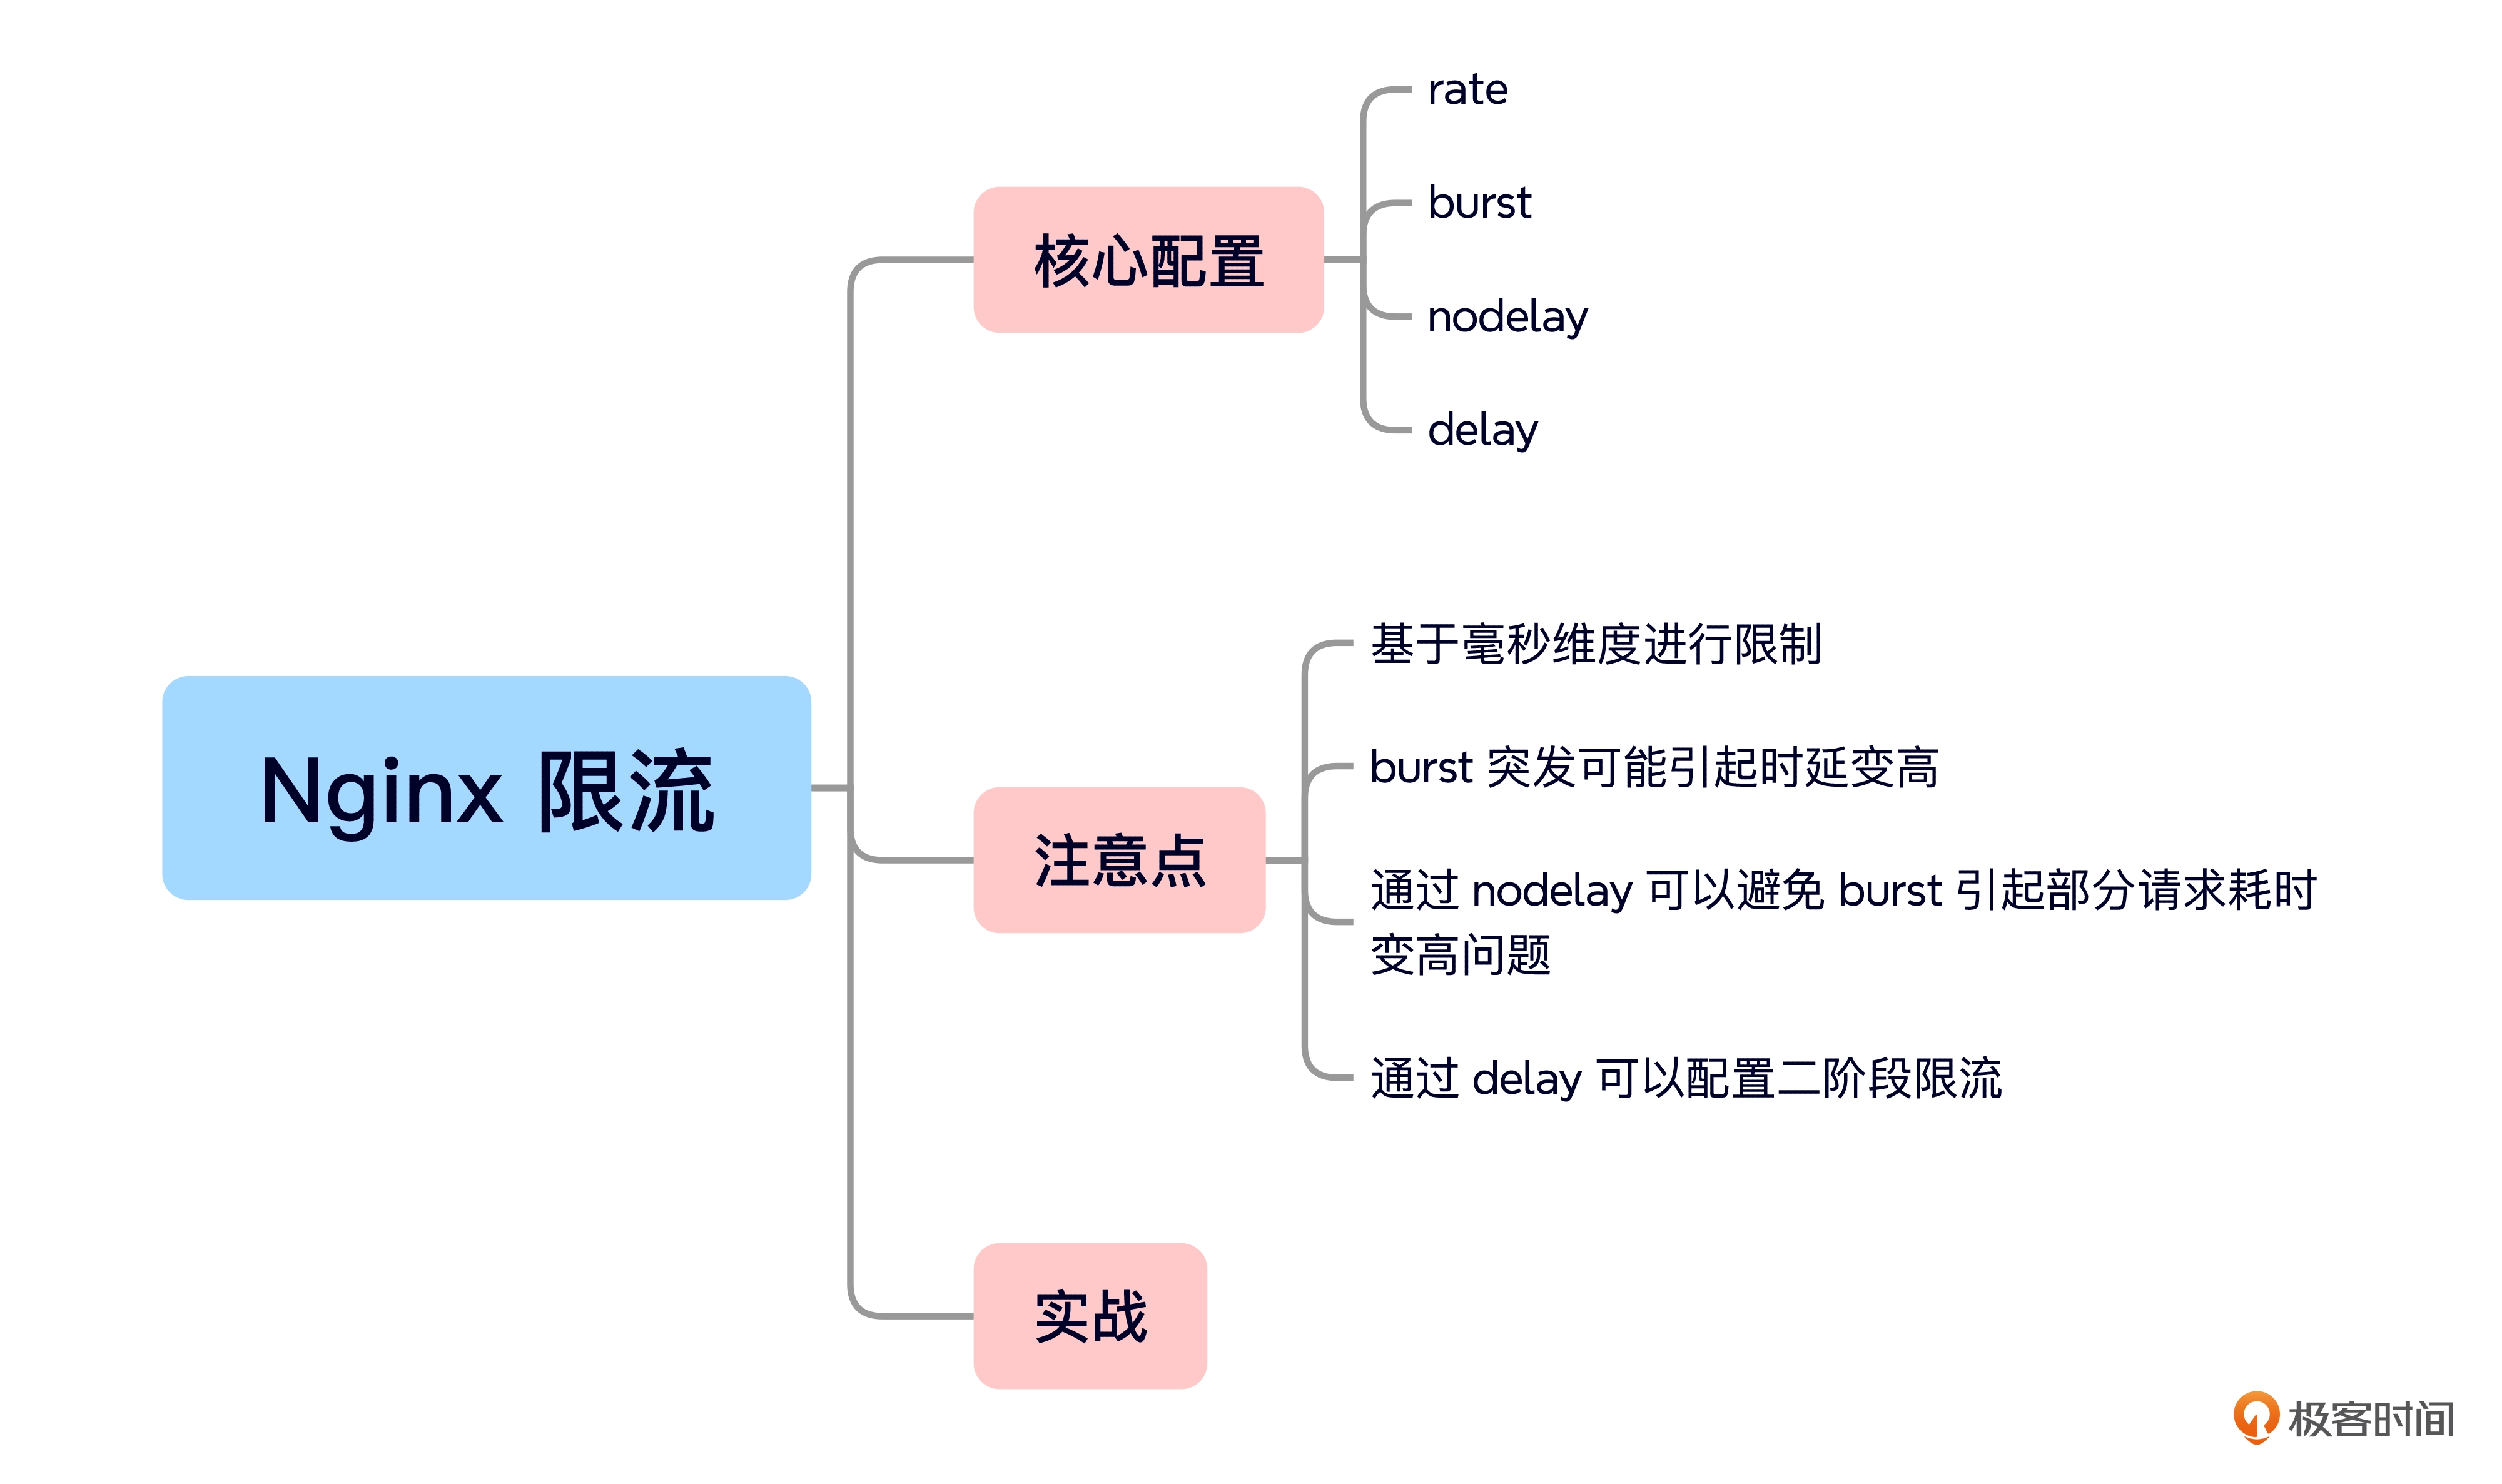 Nginx 限流
核心配置
rate
burst
nodelay
delay
注意点
基于毫秒维度进行限制
burst 突发可能引起时延变高
通过 nodelay 可以避免 burst 引起部分请求耗时
变高问题
通过 delay 可以配置二阶段限流
实战
极客时间